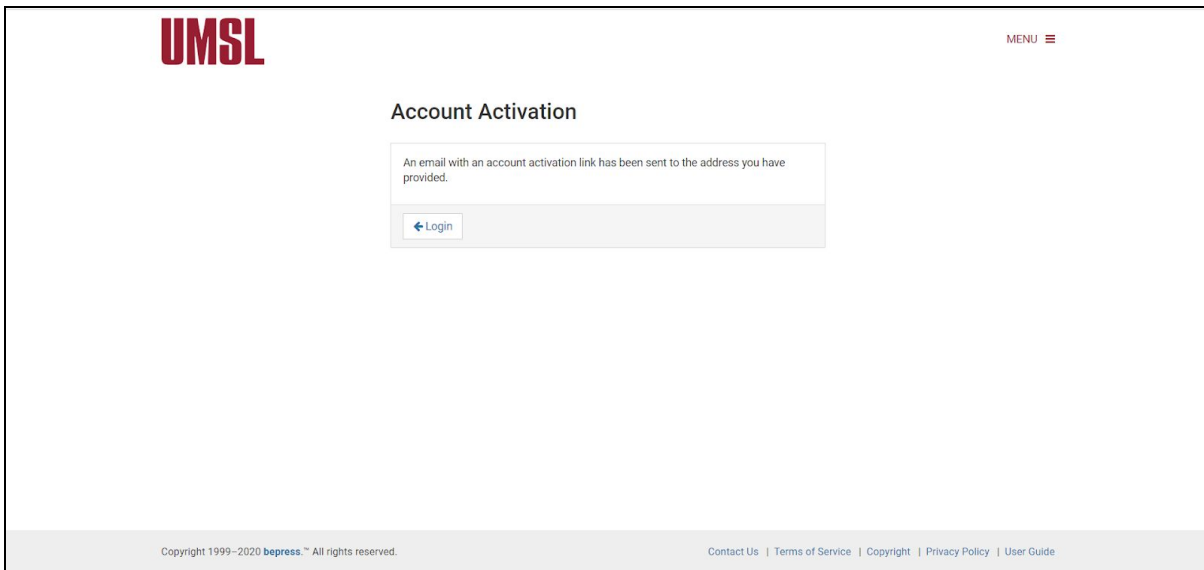 UMSL
MENU
Account Activation
An email with an account activation link has been sent to the address you have
provided.
Login
Copyright 1999–2020 bepress.™ All rights reserved.
Contact Us | Terms of Service | Copyright | Privacy Policy | User Guide